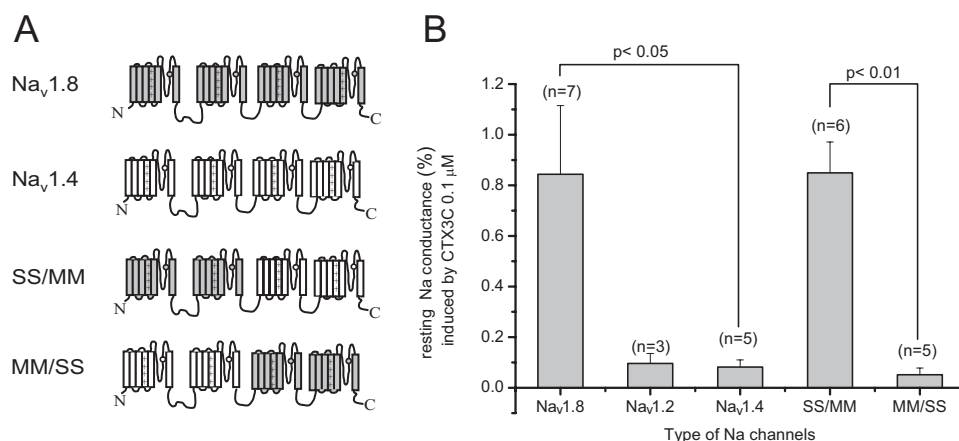 A
Naᵥ1.8
N
C
Naᵥ1.4
N
C
SS/MM
N
C
MM/SS
N
C
B
p< 0.05
p< 0.01
(n=7)
(n=3)
(n=5)
(n=6)
(n=5)
resting Na conductance (%)
induced by CTX3C 0.1 μM
1.2
1.0
0.8
0.6
0.4
0.2
0.0
Naᵥ1.8 Naᵥ1.2 Naᵥ1.4 SS/MM MM/SS
Type of Na channels